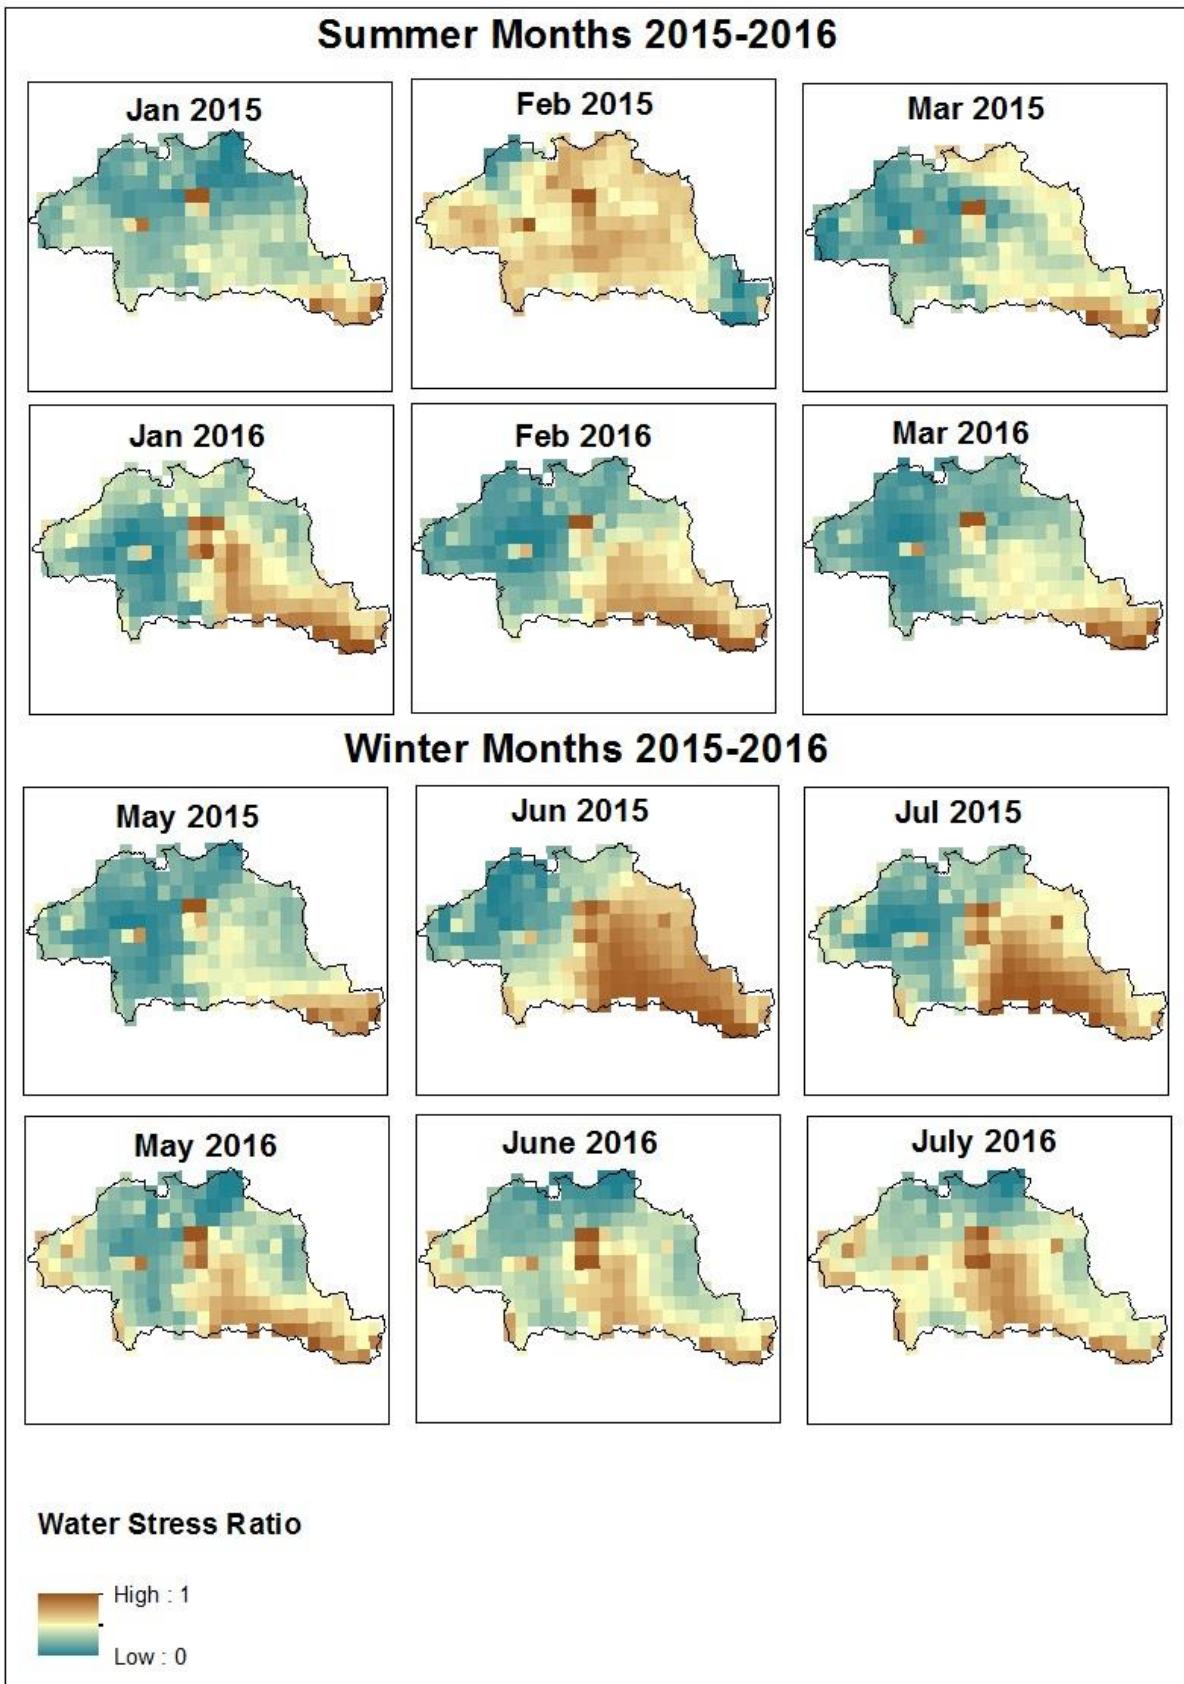 Summer Months 2015-2016
Jan 2015
Feb 2015
Mar 2015
Jan 2016
Feb 2016
Mar 2016
Winter Months 2015-2016
May 2015
Jun 2015
Jul 2015
May 2016
June 2016
July 2016
Water Stress Ratio
High : 1
Low : 0